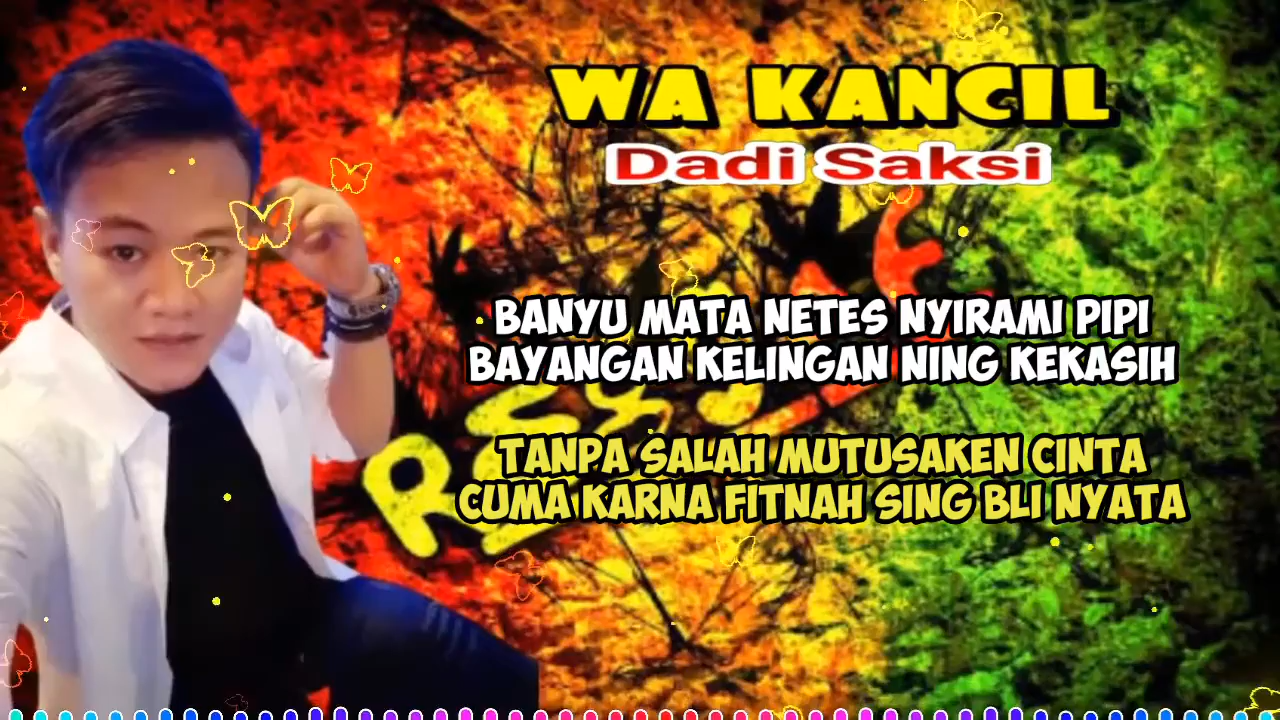 WA KANCIL
Dadi Saksi
BANYU MATA NETES NYIRAMI PIPI
BAYANGAN KELINGAN NING KEKASIH
TANPA SALAH MUTUSAKEN CINTA
CUMA KARNA FITNAH SING BLI NYATA